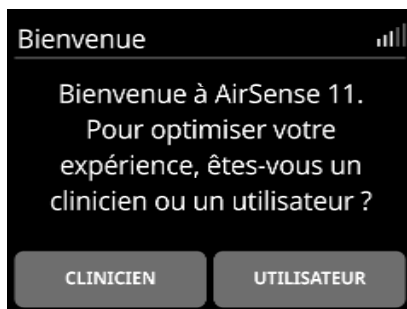 Bienvenue
Bienvenue à AirSense 11.
Pour optimiser votre
expérience, êtes-vous un
clinicien ou un utilisateur ?
CLINICIEN
UTILISATEUR